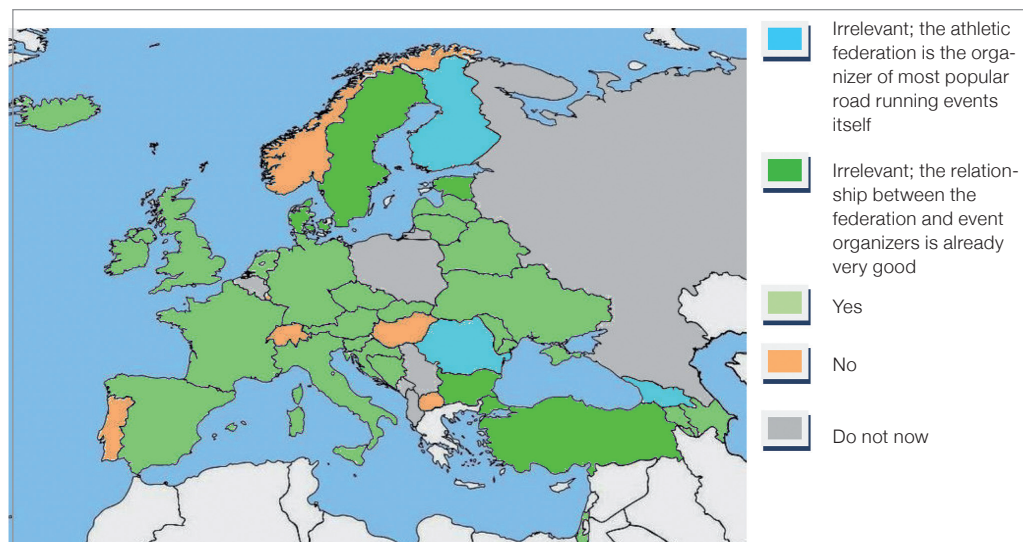 Irrelevant; the athletic
federation is the orga-
nizer of most popular
road running events
itself
Irrelevant; the relation-
ship between the
federation and event
organizers is already
very good
Yes
No
Do not now